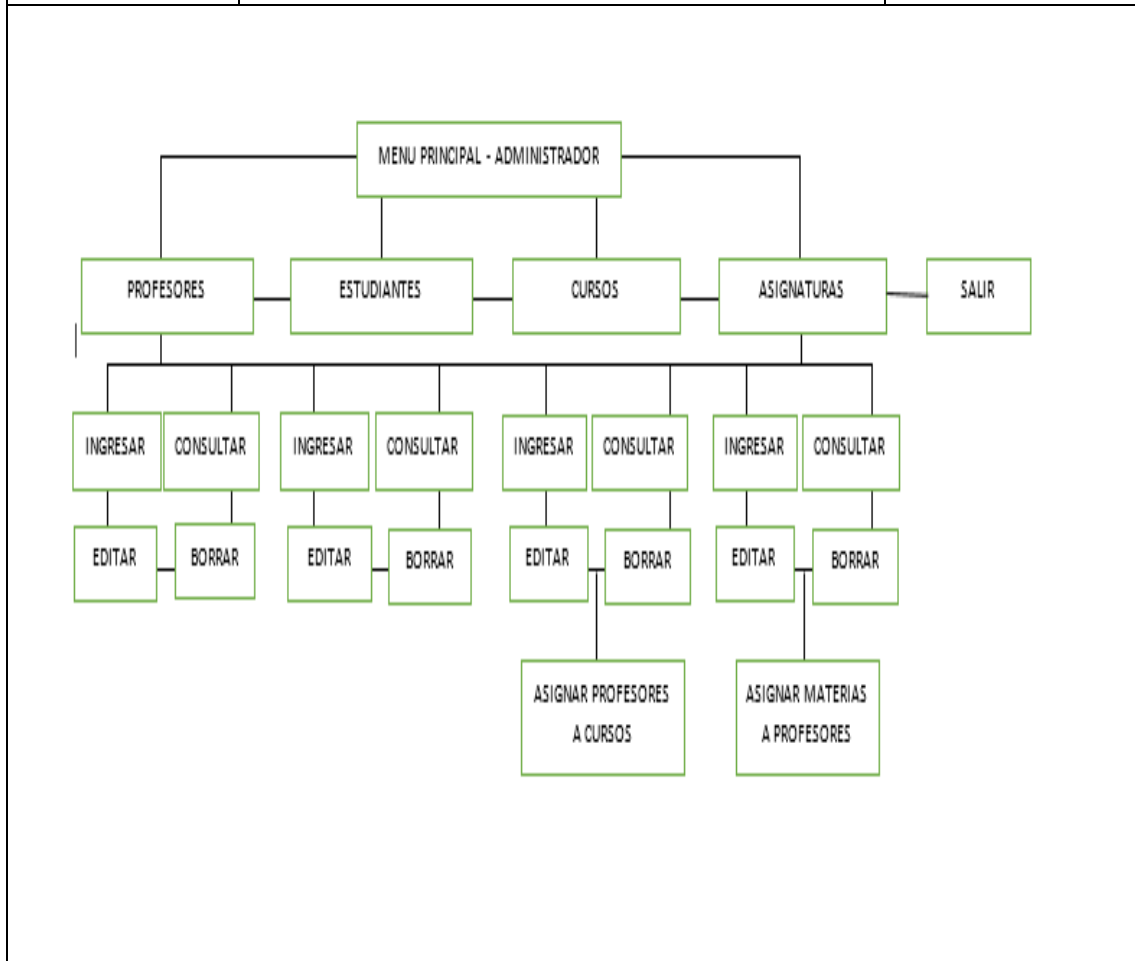 MENU PRINCIPAL - ADMINISTRADOR
PROFESORES
ESTUDIANTES
CURSOS
ASIGNATURAS
SALIR
INGRESAR
CONSULTAR
INGRESAR
CONSULTAR
INGRESAR
CONSULTAR
INGRESAR
CONSULTAR
EDITAR
BORRAR
EDITAR
BORRAR
EDITAR
BORRAR
EDITAR
BORRAR
ASIGNAR PROFESORES
A CURSOS
ASIGNAR MATERIAS
A PROFESORES